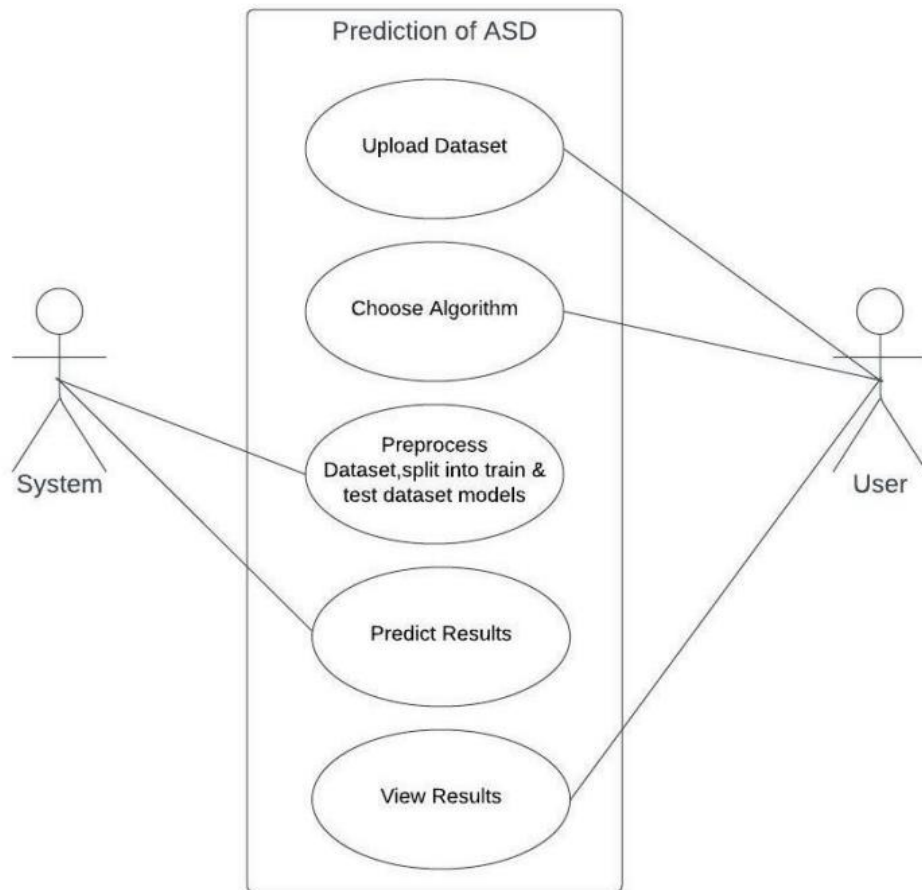 Prediction of ASD
Upload Dataset
Choose Algorithm
Preprocess
Dataset,split into train &
test dataset models
System
User
Predict Results
View Results